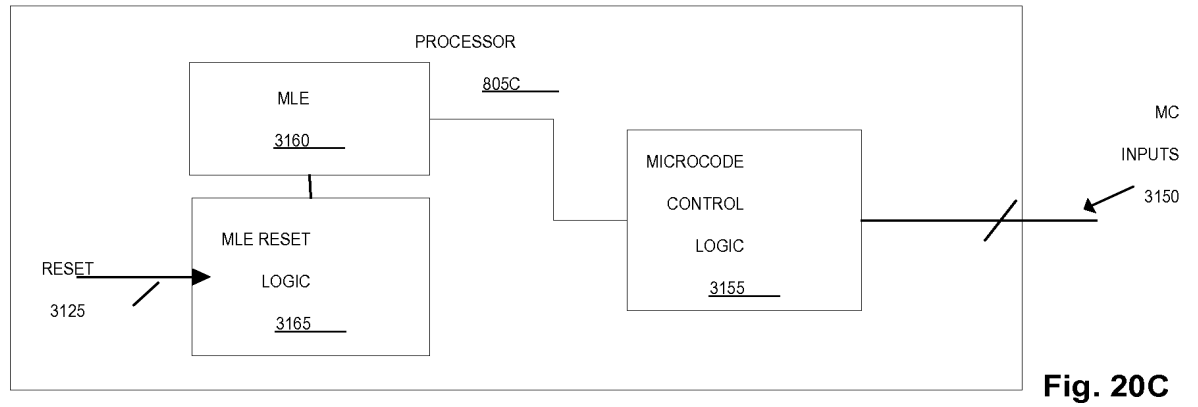 PROCESSOR
805C
MLE
3160
MICROCODE
CONTROL
LOGIC
3155
MC
INPUTS
3150
MLE RESET
LOGIC
3165
RESET
3125
Fig. 20C